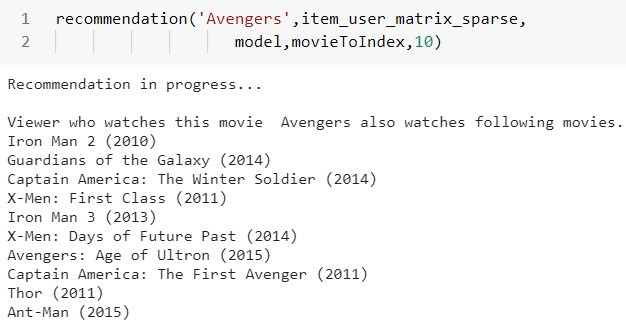 1 recommendation('Avengers',item_user_matrix_sparse,
2 model,movieToIndex,10)
Recommendation in progress...
Viewer who watches this movie  Avengers also watches following movies.
Iron Man 2 (2010)
Guardians of the Galaxy (2014)
Captain America: The Winter Soldier (2014)
X-Men: First Class (2011)
Iron Man 3 (2013)
X-Men: Days of Future Past (2014)
Avengers: Age of Ultron (2015)
Captain America: The First Avenger (2011)
Thor (2011)
Ant-Man (2015)